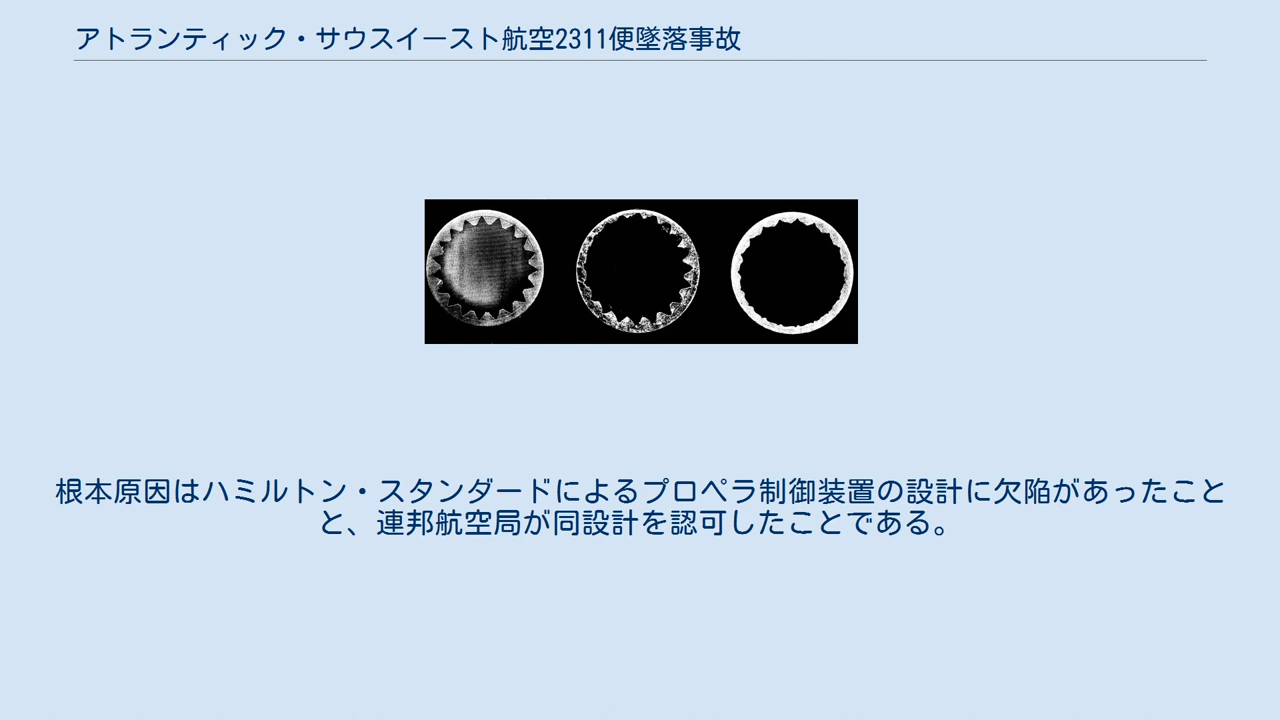 アトランティック・サウスイースト航空2311便墜落事故
根本原因はハミルトン・スタンダードによるプロペラ制御装置の設計に欠陥があったこと
と、連邦航空局が同設計を認可したことである。